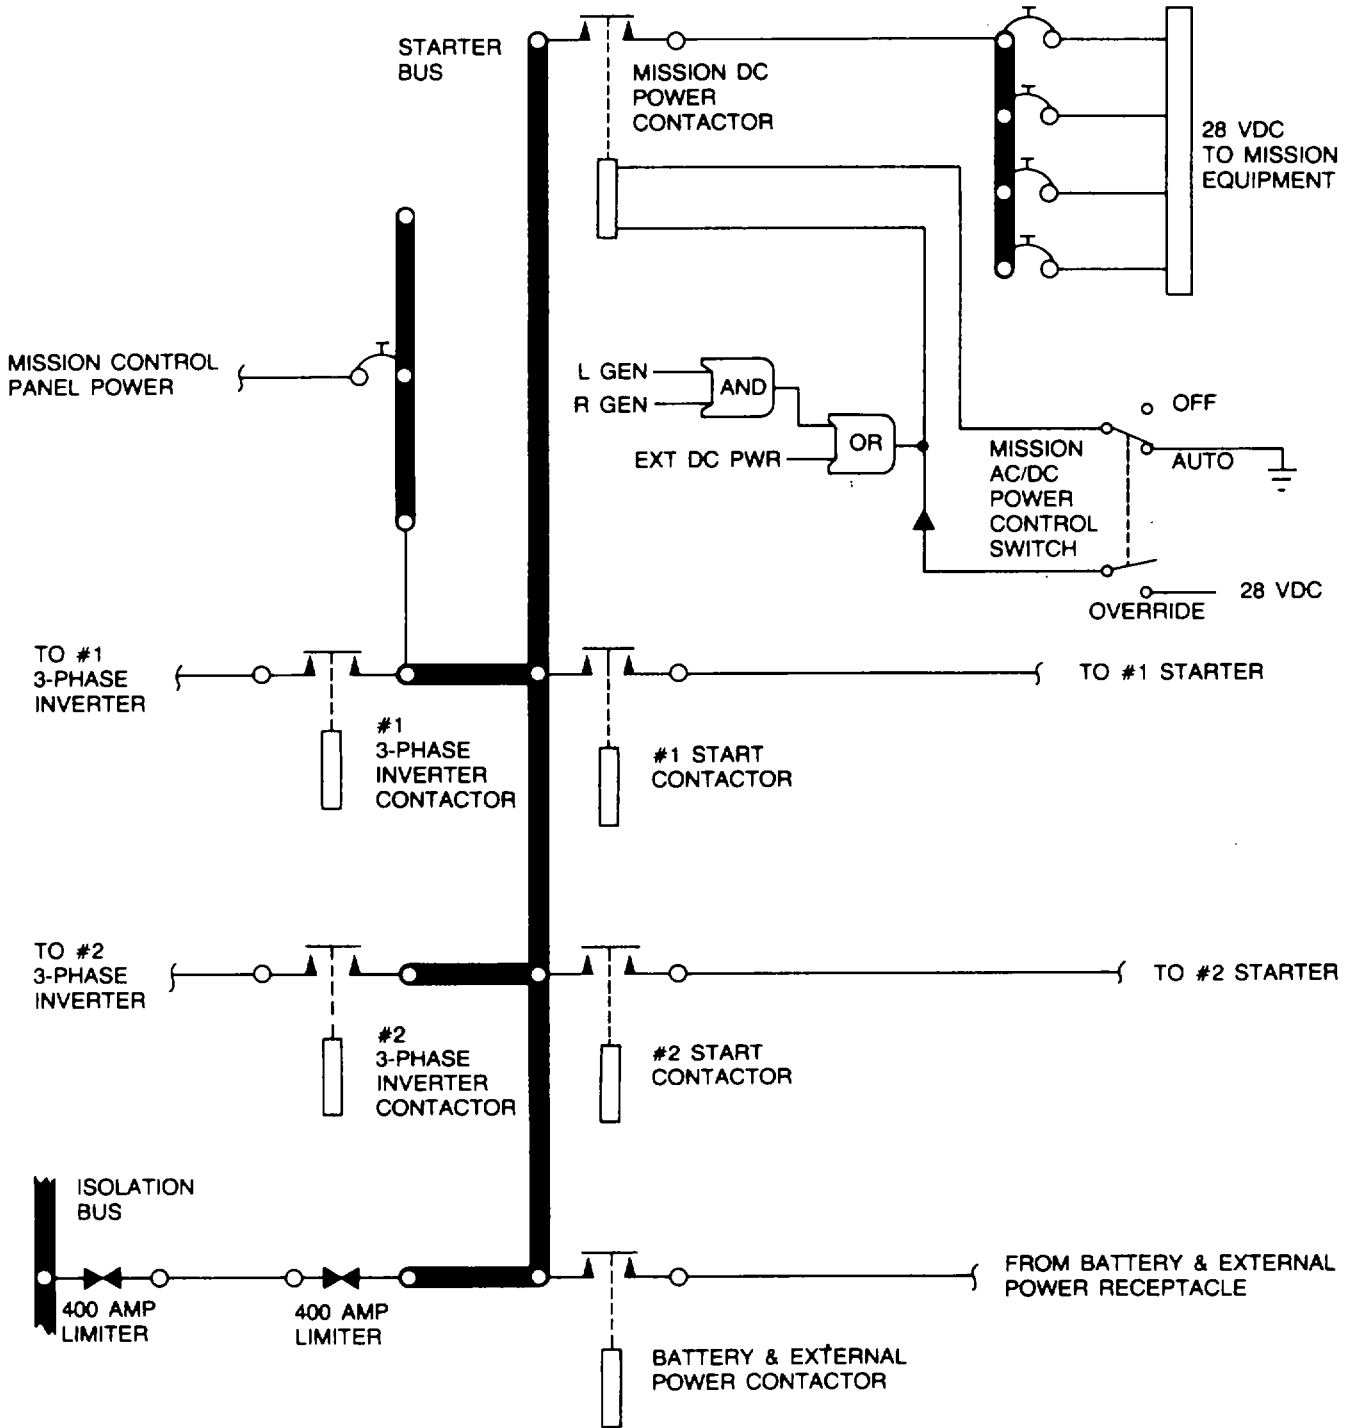 STARTER
BUS
MISSION DC
POWER
CONTACTOR
28 VDC
TO MISSION
EQUIPMENT
MISSION CONTROL
PANEL POWER
L GEN
R GEN
AND
EXT DC PWR
OR
OFF
AUTO
MISSION
AC/DC
POWER
CONTROL
SWITCH
28 VDC
OVERRIDE
TO #1
3-PHASE
INVERTER
#1
3-PHASE
INVERTER
CONTACTOR
#1 START
CONTACTOR
TO #1 STARTER
TO #2
3-PHASE
INVERTER
#2
3-PHASE
INVERTER
CONTACTOR
#2 START
CONTACTOR
TO #2 STARTER
ISOLATION
BUS
400 AMP
LIMITER
400 AMP
LIMITER
FROM BATTERY & EXTERNAL
POWER RECEPTACLE
BATTERY & EXTERNAL
POWER CONTACTOR